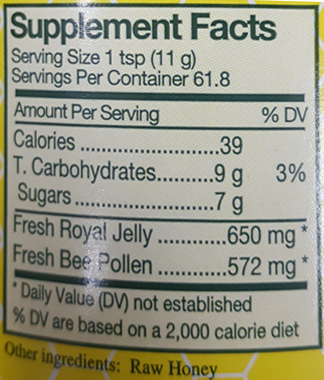 Supplement Facts
Serving Size 1 tsp (11 g)
Servings Per Container 61.8
Amount Per Serving % DV
Calories ........................39
T. Carbohydrates..........9 g 3%
Sugars .........................7 g
Fresh Royal Jelly ............650 mg *
Fresh Bee Pollen ............572 mg *
* Daily Value (DV) not established
% DV are based on a 2,000 calorie diet
Other ingredients: Raw Honey